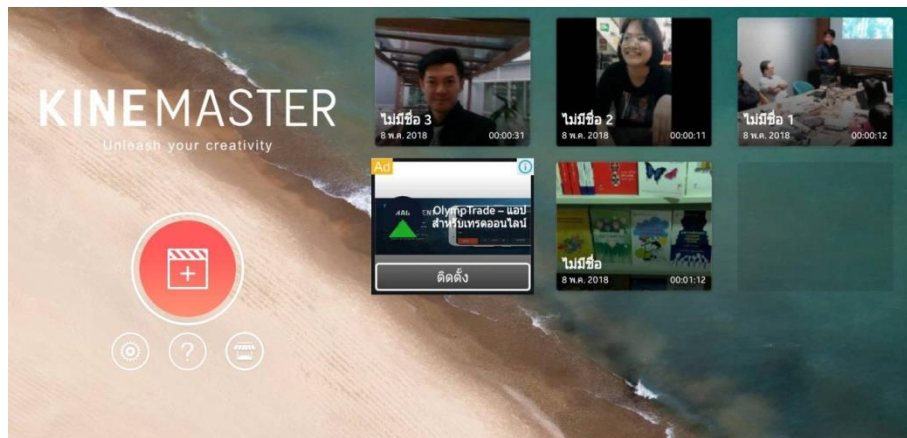 KINEMASTER
Unleash your creativity
ไม่มีชื่อ 3
8 พ.ค. 2018 00:00:31
ไม่มีชื่อ 2
8 พ.ค. 2018 00:00:11
ไม่มีชื่อ 1
8 พ.ค. 2018 00:00:12
Ad
OlympTrade – แอป
สำหรับเทรดออนไลน์
ติดตั้ง
ไม่มีชื่อ
8 พ.ค. 2018 00:01:12
?